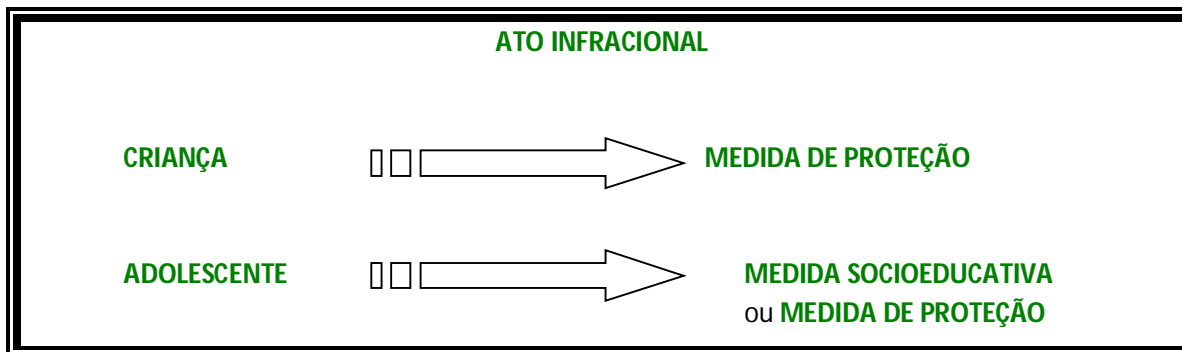 ATO INFRACIONAL
CRIANÇA MEDIDA DE PROTEÇÃO
ADOLESCENTE MEDIDA SOCIOEDUCATIVA
ou MEDIDA DE PROTEÇÃO